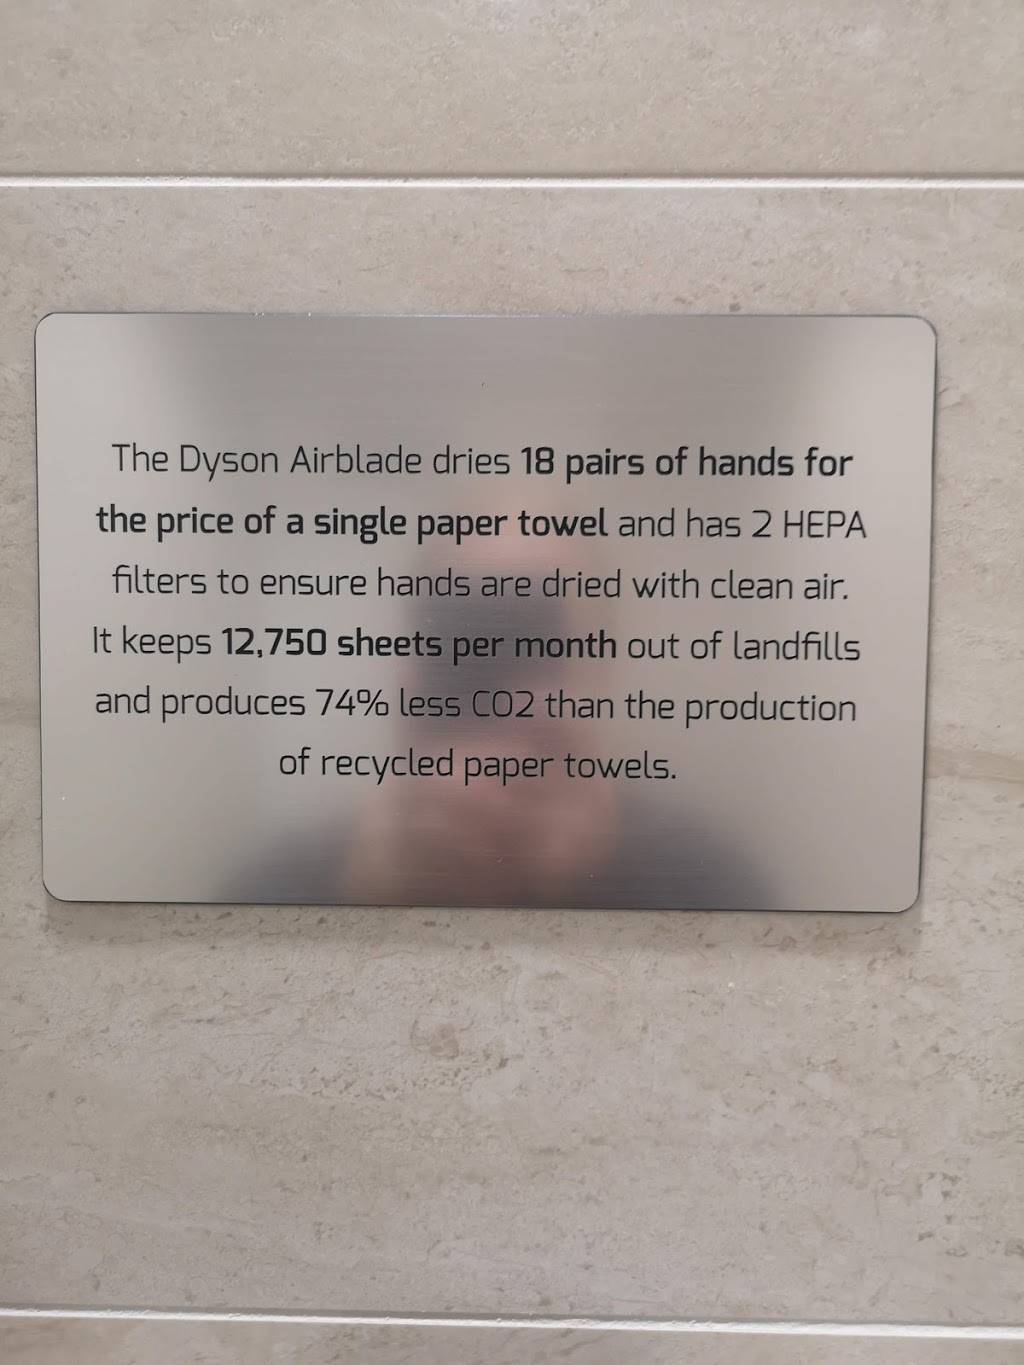 The Dyson Airblade dries 18 pairs of hands for
the price of a single paper towel and has 2 HEPA
filters to ensure hands are dried with clean air.
It keeps 12,750 sheets per month out of landfills
and produces 74% less CO2 than the production
of recycled paper towels.